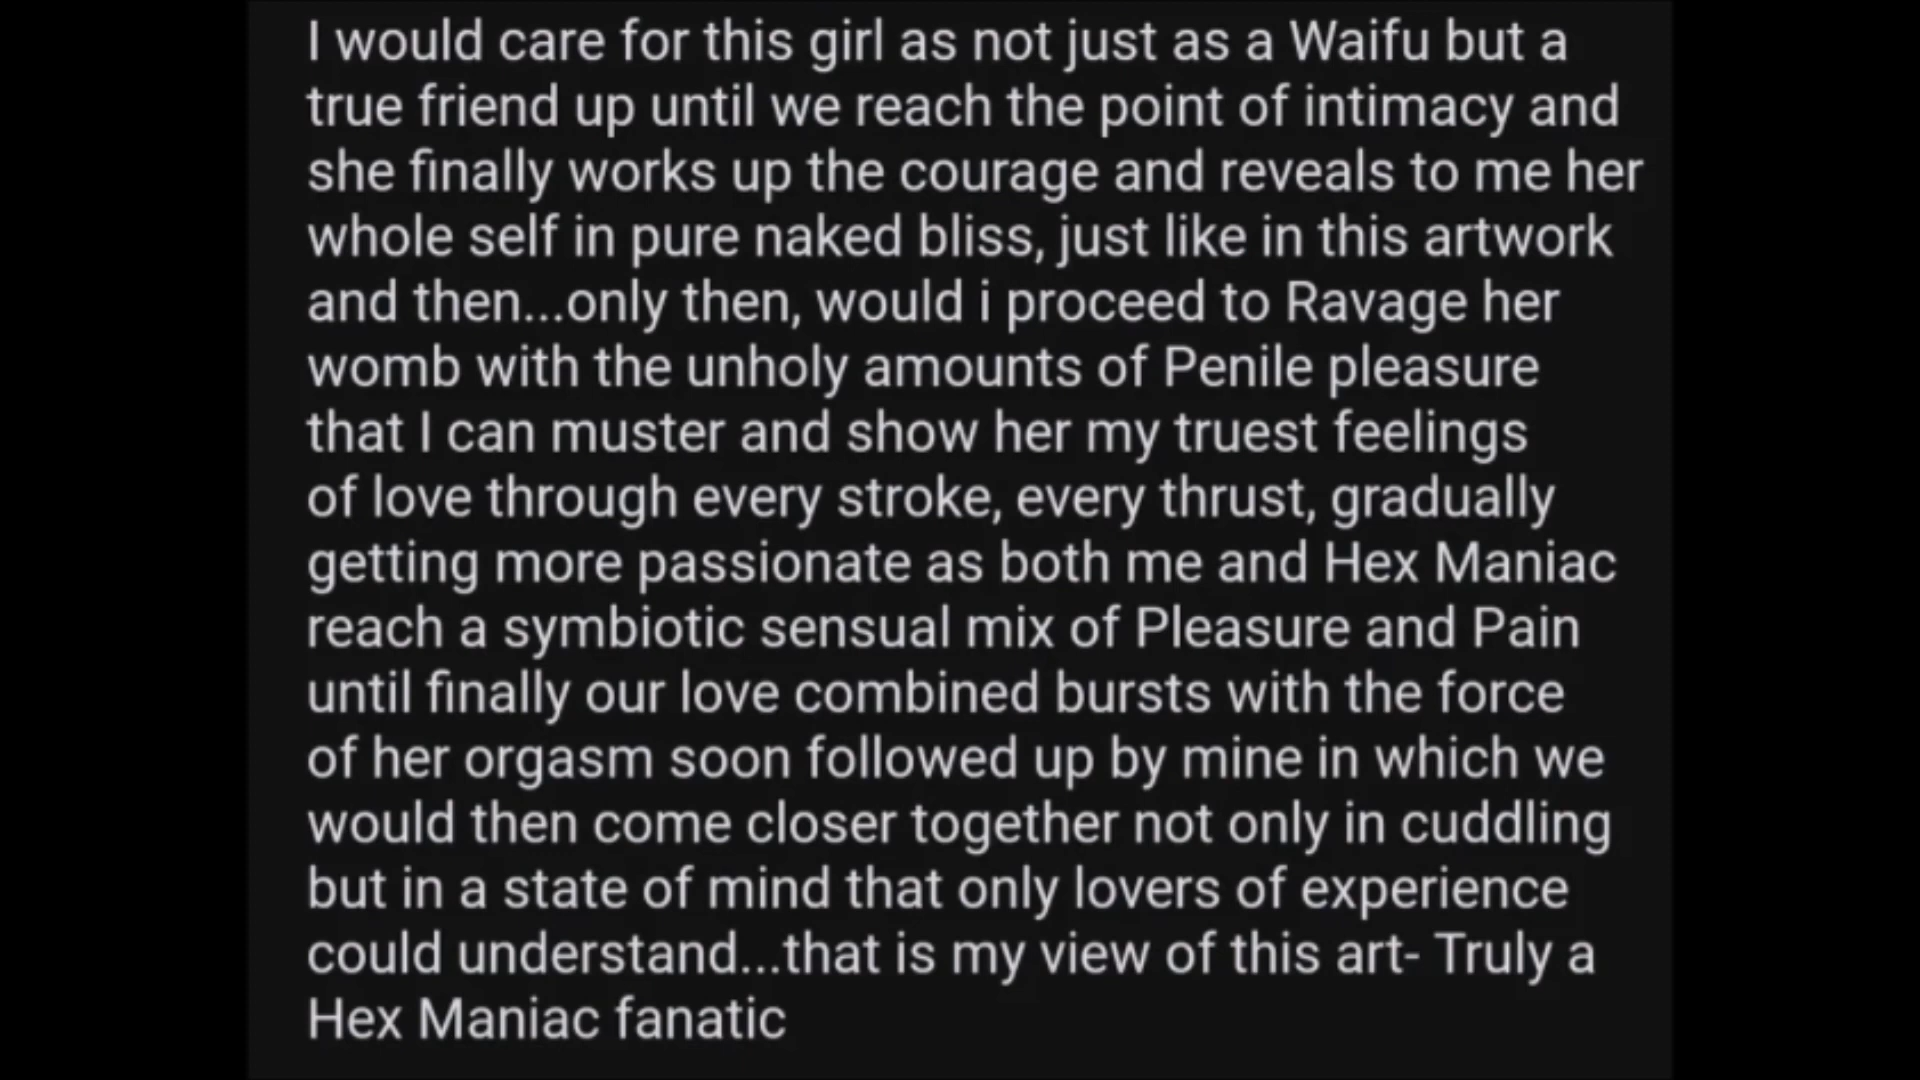 I would care for this girl as not just as a Waifu but a
true friend up until we reach the point of intimacy and
she finally works up the courage and reveals to me her
whole self in pure naked bliss, just like in this artwork
and then...only then, would i proceed to Ravage her
womb with the unholy amounts of Penile pleasure
that I can muster and show her my truest feelings
of love through every stroke, every thrust, gradually
getting more passionate as both me and Hex Maniac
reach a symbiotic sensual mix of Pleasure and Pain
until finally our love combined bursts with the force
of her orgasm soon followed up by mine in which we
would then come closer together not only in cuddling
but in a state of mind that only lovers of experience
could understand...that is my view of this art- Truly a
Hex Maniac fanatic